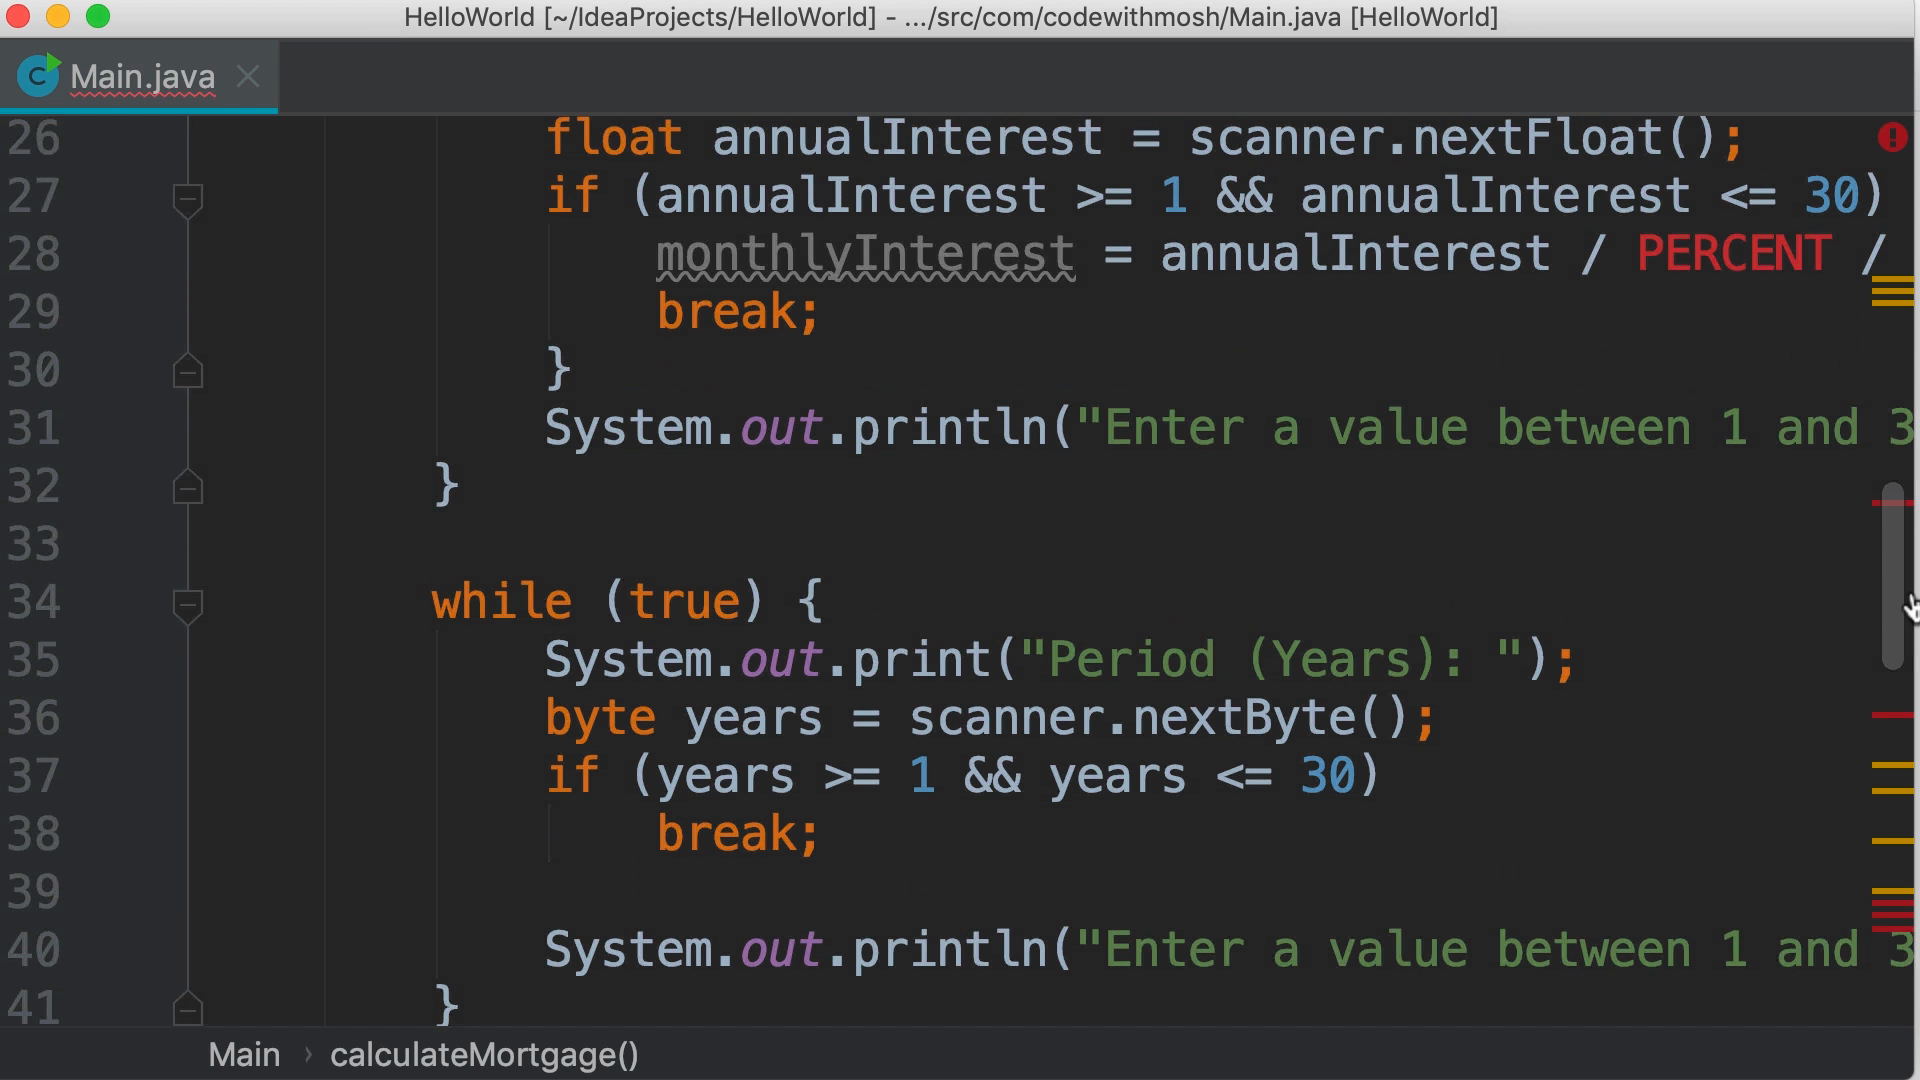 HelloWorld [~/IdeaProjects/HelloWorld] - .../src/com/codewithmosh/Main.java [HelloWorld]
Main.java
26 float annualInterest = scanner.nextFloat();
27 if (annualInterest >= 1 && annualInterest <= 30)
28 monthlyInterest = annualInterest / PERCENT /
29 break;
30 }
31 System.out.println("Enter a value between 1 and 3
32 }
33
34 while (true) {
35 System.out.print("Period (Years): ");
36 byte years = scanner.nextByte();
37 if (years >= 1 && years <= 30)
38 break;
39
40 System.out.println("Enter a value between 1 and 3
41 }
Main › calculateMortgage()